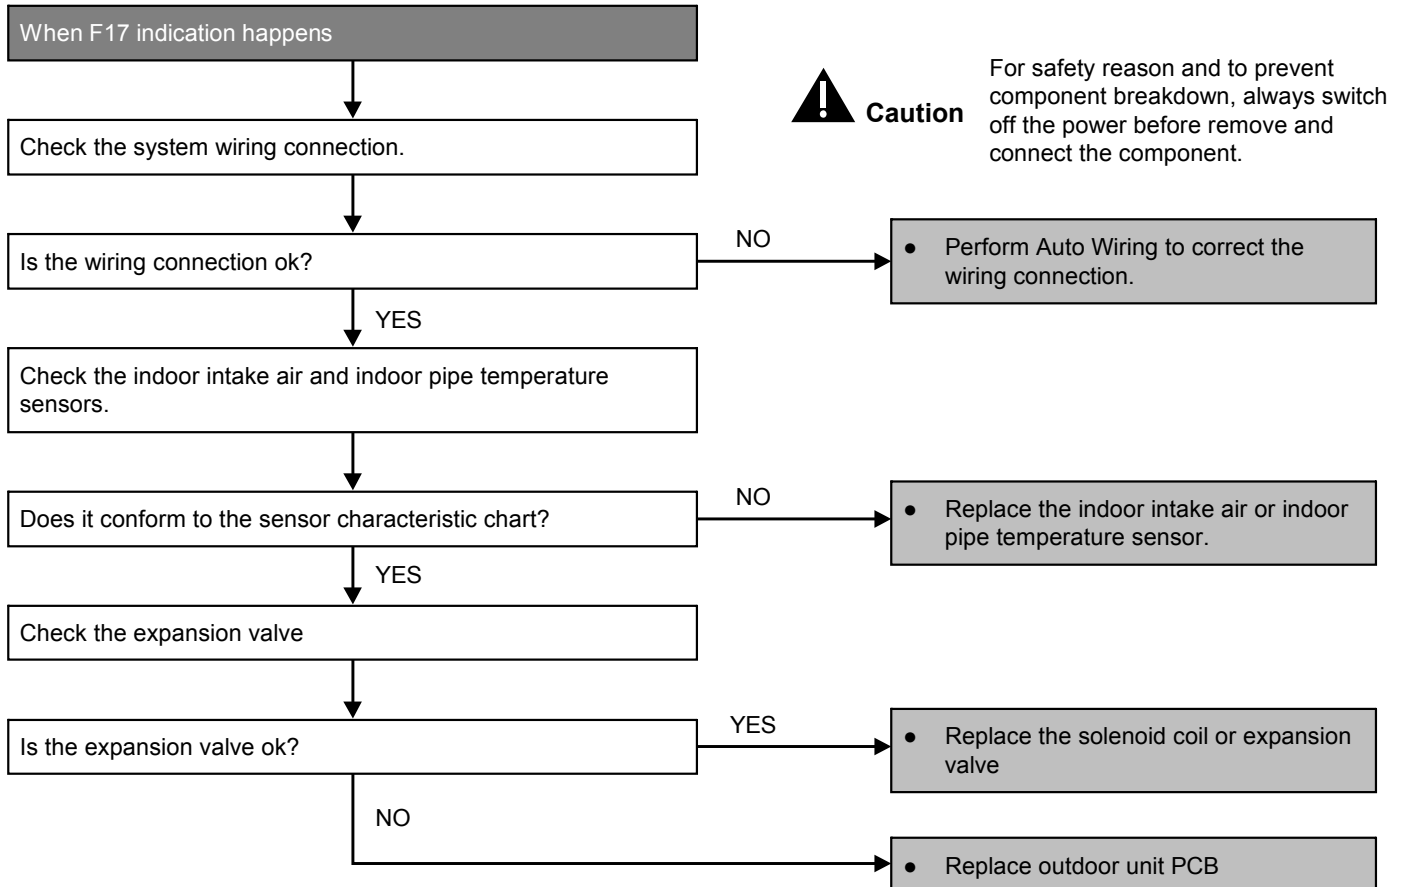 When F17 indication happens
Caution
For safety reason and to prevent
component breakdown, always switch
off the power before remove and
connect the component.
Check the system wiring connection.
Is the wiring connection ok?
NO
● Perform Auto Wiring to correct the
wiring connection.
YES
Check the indoor intake air and indoor pipe temperature
sensors.
Does it conform to the sensor characteristic chart?
NO
● Replace the indoor intake air or indoor
pipe temperature sensor.
YES
Check the expansion valve
Is the expansion valve ok?
YES
● Replace the solenoid coil or expansion
valve
NO
● Replace outdoor unit PCB